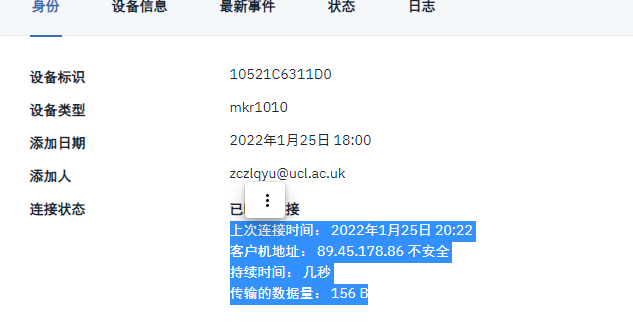 身份 设备信息 最新事件 状态 日志
设备标识 10521C6311D0
设备类型 mkr1010
添加日期 2022年1月25日 18:00
添加人 zczlqyu@ucl.ac.uk
连接状态 已 接
上次连接时间： 2022年1月25日 20:22
客户机地址： 89.45.178.86 不安全
持续时间： 几秒
传输的数据量： 156 B